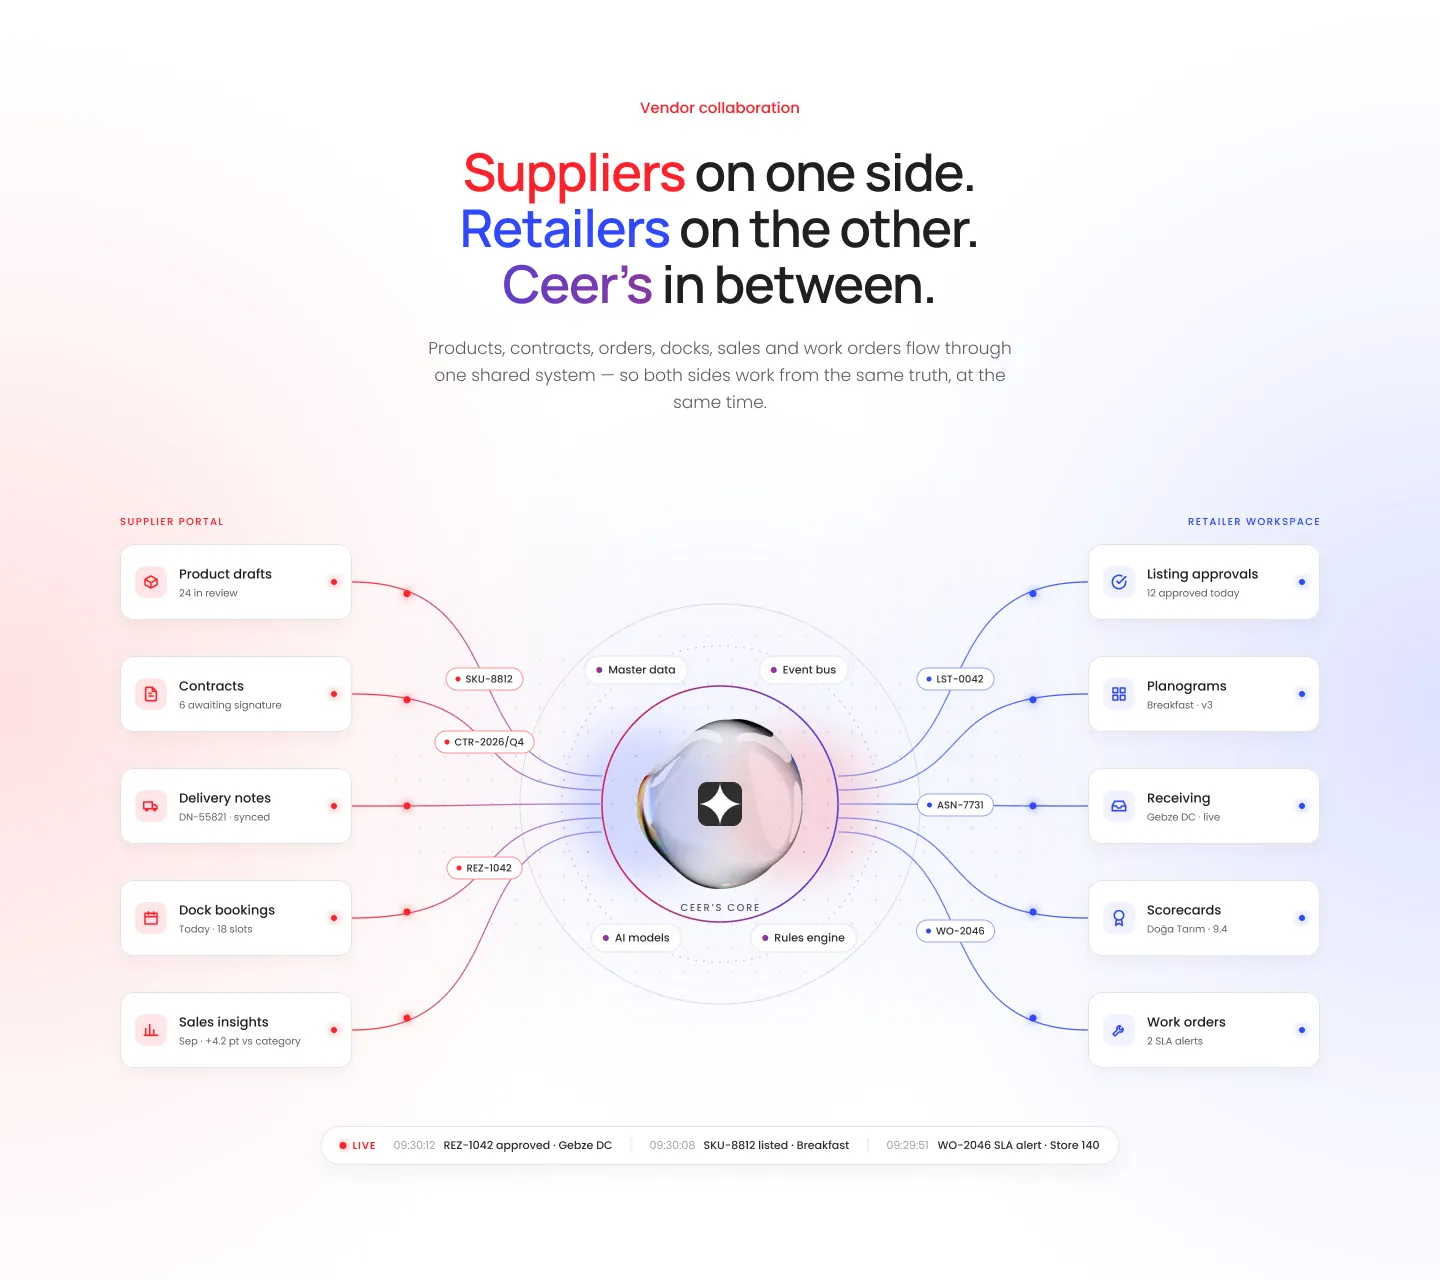 Vendor collaboration
Suppliers on one side.
Retailers on the other.
Ceer’s in between.
Products, contracts, orders, docks, sales and work orders flow through
one shared system — so both sides work from the same truth, at the
same time.
SUPPLIER PORTAL
Product drafts
24 in review
Contracts
6 awaiting signature
Delivery notes
DN-55821 · synced
Dock bookings
Today · 18 slots
Sales insights
Sep · +4.2 pt vs category
SKU-8812
CTR-2026/Q4
REZ-1042
Master data
Event bus
CEER’S CORE
AI models
Rules engine
LST-0042
ASN-7731
WO-2046
RETAILER WORKSPACE
Listing approvals
12 approved today
Planograms
Breakfast · v3
Receiving
Gebze DC · live
Scorecards
Doğa Tarım · 9.4
Work orders
2 SLA alerts
LIVE 09:30:12 REZ-1042 approved · Gebze DC 09:30:08 SKU-8812 listed · Breakfast 09:29:51 WO-2046 SLA alert · Store 140